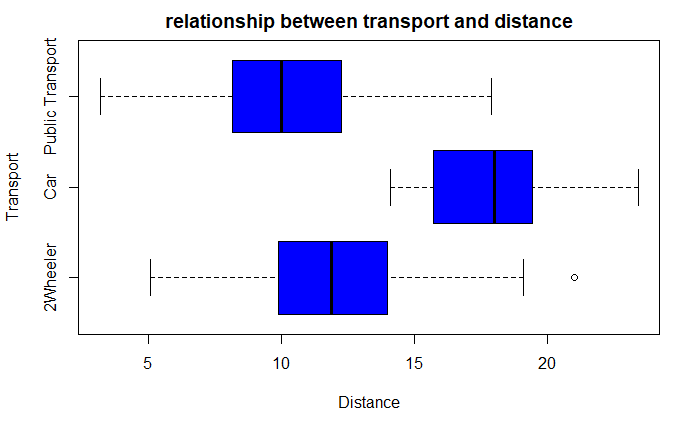 relationship between transport and distance
Transport
Public Transport
Car
2Wheeler
5 10 15 20
Distance